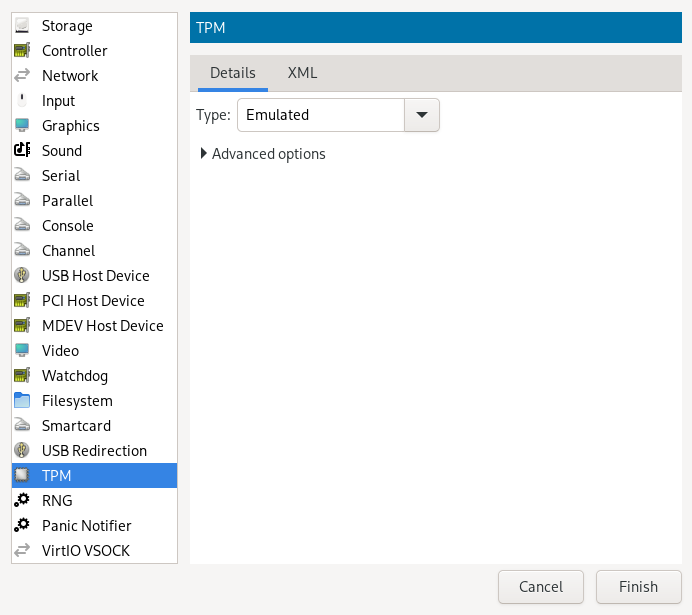 Storage
Controller
Network
Input
Graphics
Sound
Serial
Parallel
Console
Channel
USB Host Device
PCI Host Device
MDEV Host Device
Video
Watchdog
Filesystem
Smartcard
USB Redirection
TPM
RNG
Panic Notifier
VirtIO VSOCK
TPM
Details XML
Type: Emulated
Advanced options
Cancel Finish